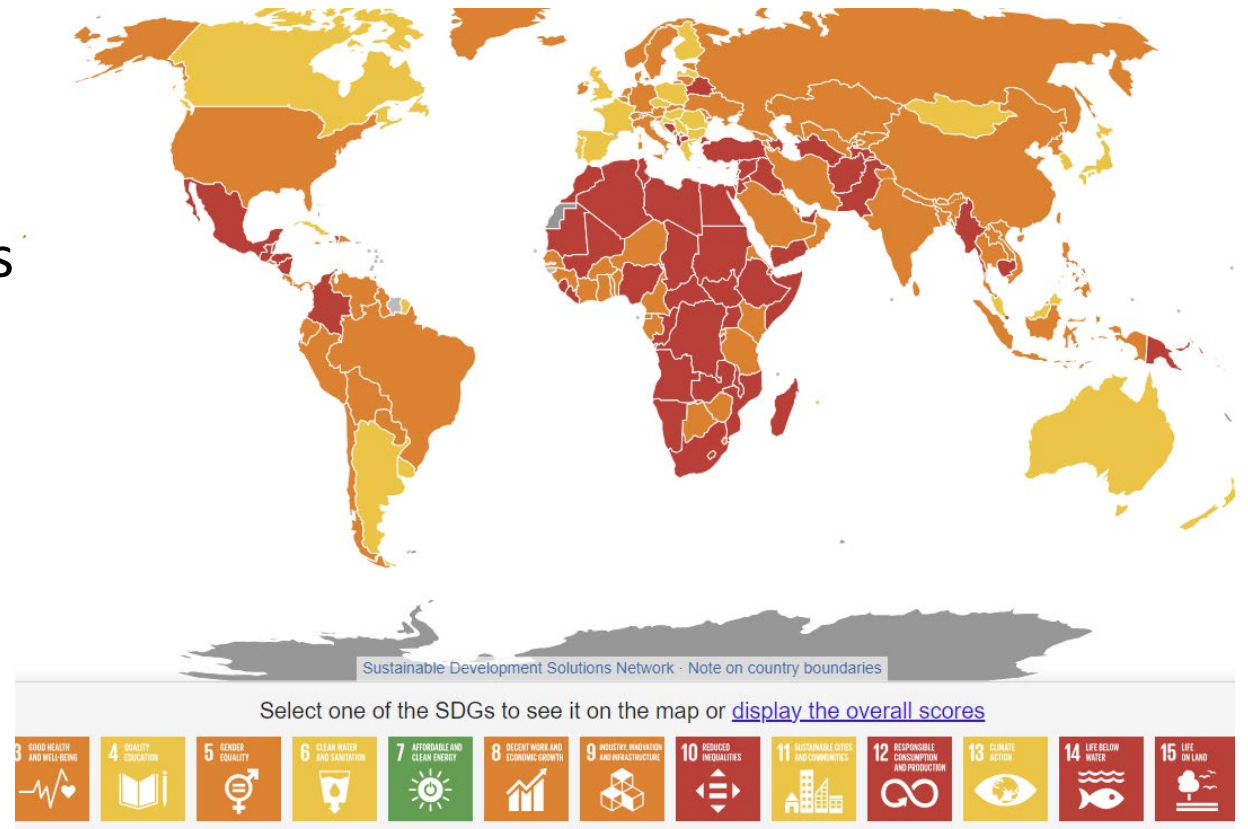 s
Sustainable Development Solutions Network · Note on country boundaries
Select one of the SDGs to see it on the map or display the overall scores
3 GOOD HEALTH
AND WELL-BEING
4 QUALITY
EDUCATION
5 GENDER
EQUALITY
6 CLEAN WATER
AND SANITATION
7 AFFORDABLE AND
CLEAN ENERGY
8 DECENT WORK AND
ECONOMIC GROWTH
9 INDUSTRY, INNOVATION
AND INFRASTRUCTURE
10 REDUCED
INEQUALITIES
11 SUSTAINABLE CITIES
AND COMMUNITIES
12 RESPONSIBLE
CONSUMPTION
AND PRODUCTION
13 CLIMATE
ACTION
14 LIFE BELOW
WATER
15 LIFE
ON LAND